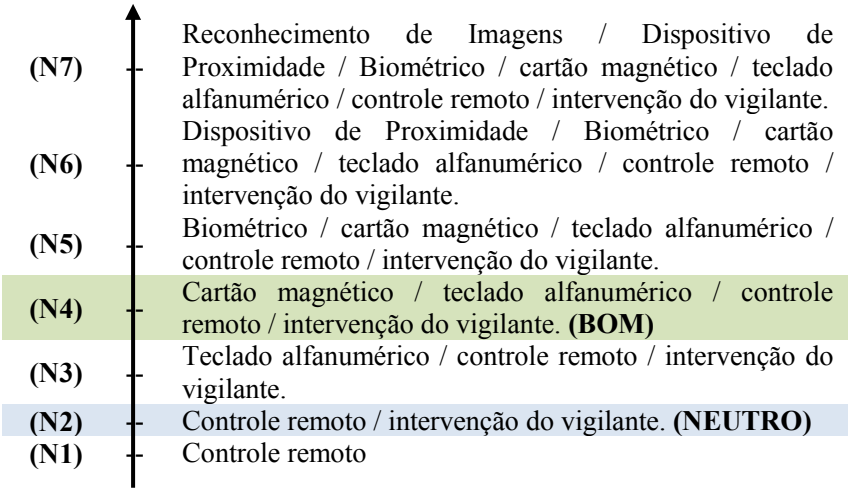 Reconhecimento de Imagens / Dispositivo de
(N7) Proximidade / Biométrico / cartão magnético / teclado
alfanumérico / controle remoto / intervenção do vigilante.
Dispositivo de Proximidade / Biométrico / cartão
(N6) magnético / teclado alfanumérico / controle remoto /
intervenção do vigilante.
(N5) Biométrico / cartão magnético / teclado alfanumérico /
controle remoto / intervenção do vigilante.
(N4) Cartão magnético / teclado alfanumérico / controle
remoto / intervenção do vigilante. (BOM)
(N3) Teclado alfanumérico / controle remoto / intervenção do
vigilante.
(N2) Controle remoto / intervenção do vigilante. (NEUTRO)
(N1) Controle remoto